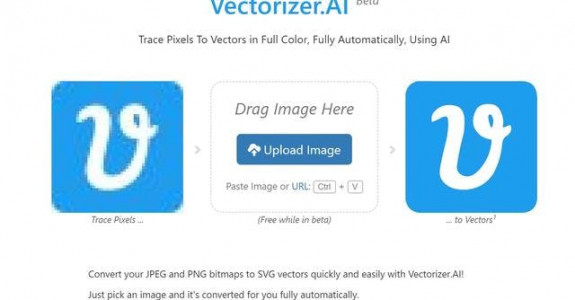 Vectorizer.AI Beta
Trace Pixels To Vectors in Full Color, Fully Automatically, Using AI
Drag Image Here
Upload Image
Paste Image or URL: Ctrl + V
Trace Pixels ...
(Free while in beta)
... to Vectors¹
Convert your JPEG and PNG bitmaps to SVG vectors quickly and easily with Vectorizer.AI!
Just pick an image and it's converted for you fully automatically.